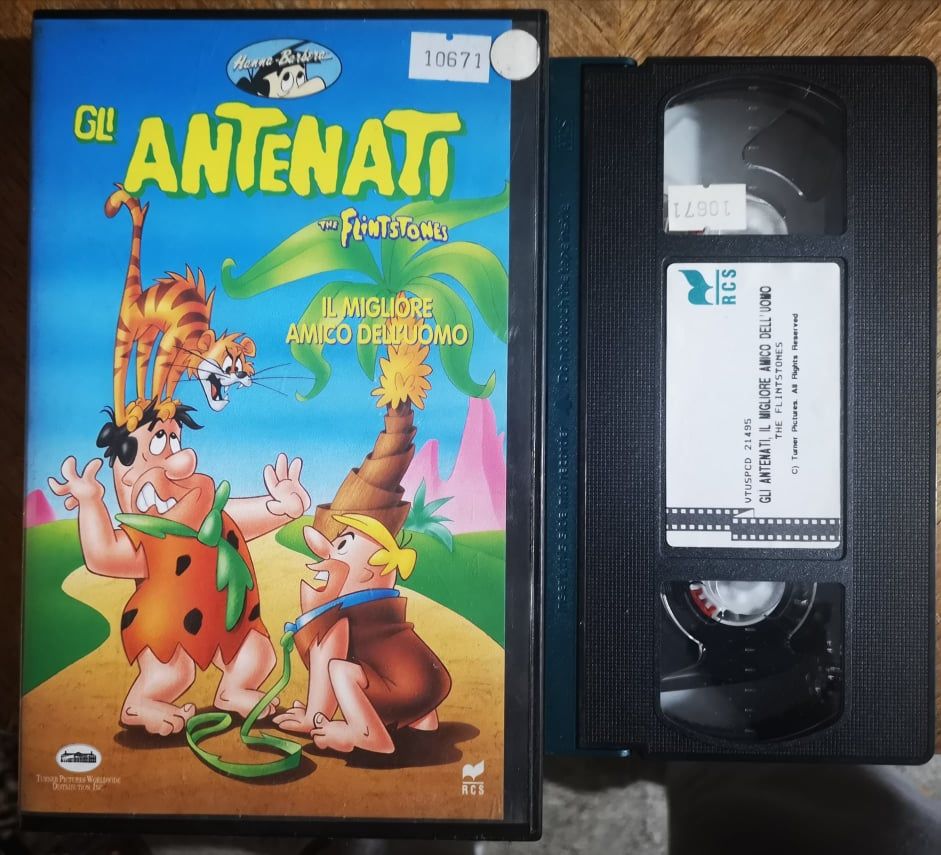 Hanna-Barbera
10671
GLI
ANTENATI
THE FLINTSTONES
IL MIGLIORE
AMICO DELL'UOMO
TURNER PICTURES WORLDWIDE
DISTRIBUTION, INC.
RCS
10671
RCS
VTUSPCD 21495
GLI ANTENATI, IL MIGLIORE AMICO DELL'UOMO
THE FLINTSTONES
C) Turner Pictures. All Rights Reserved